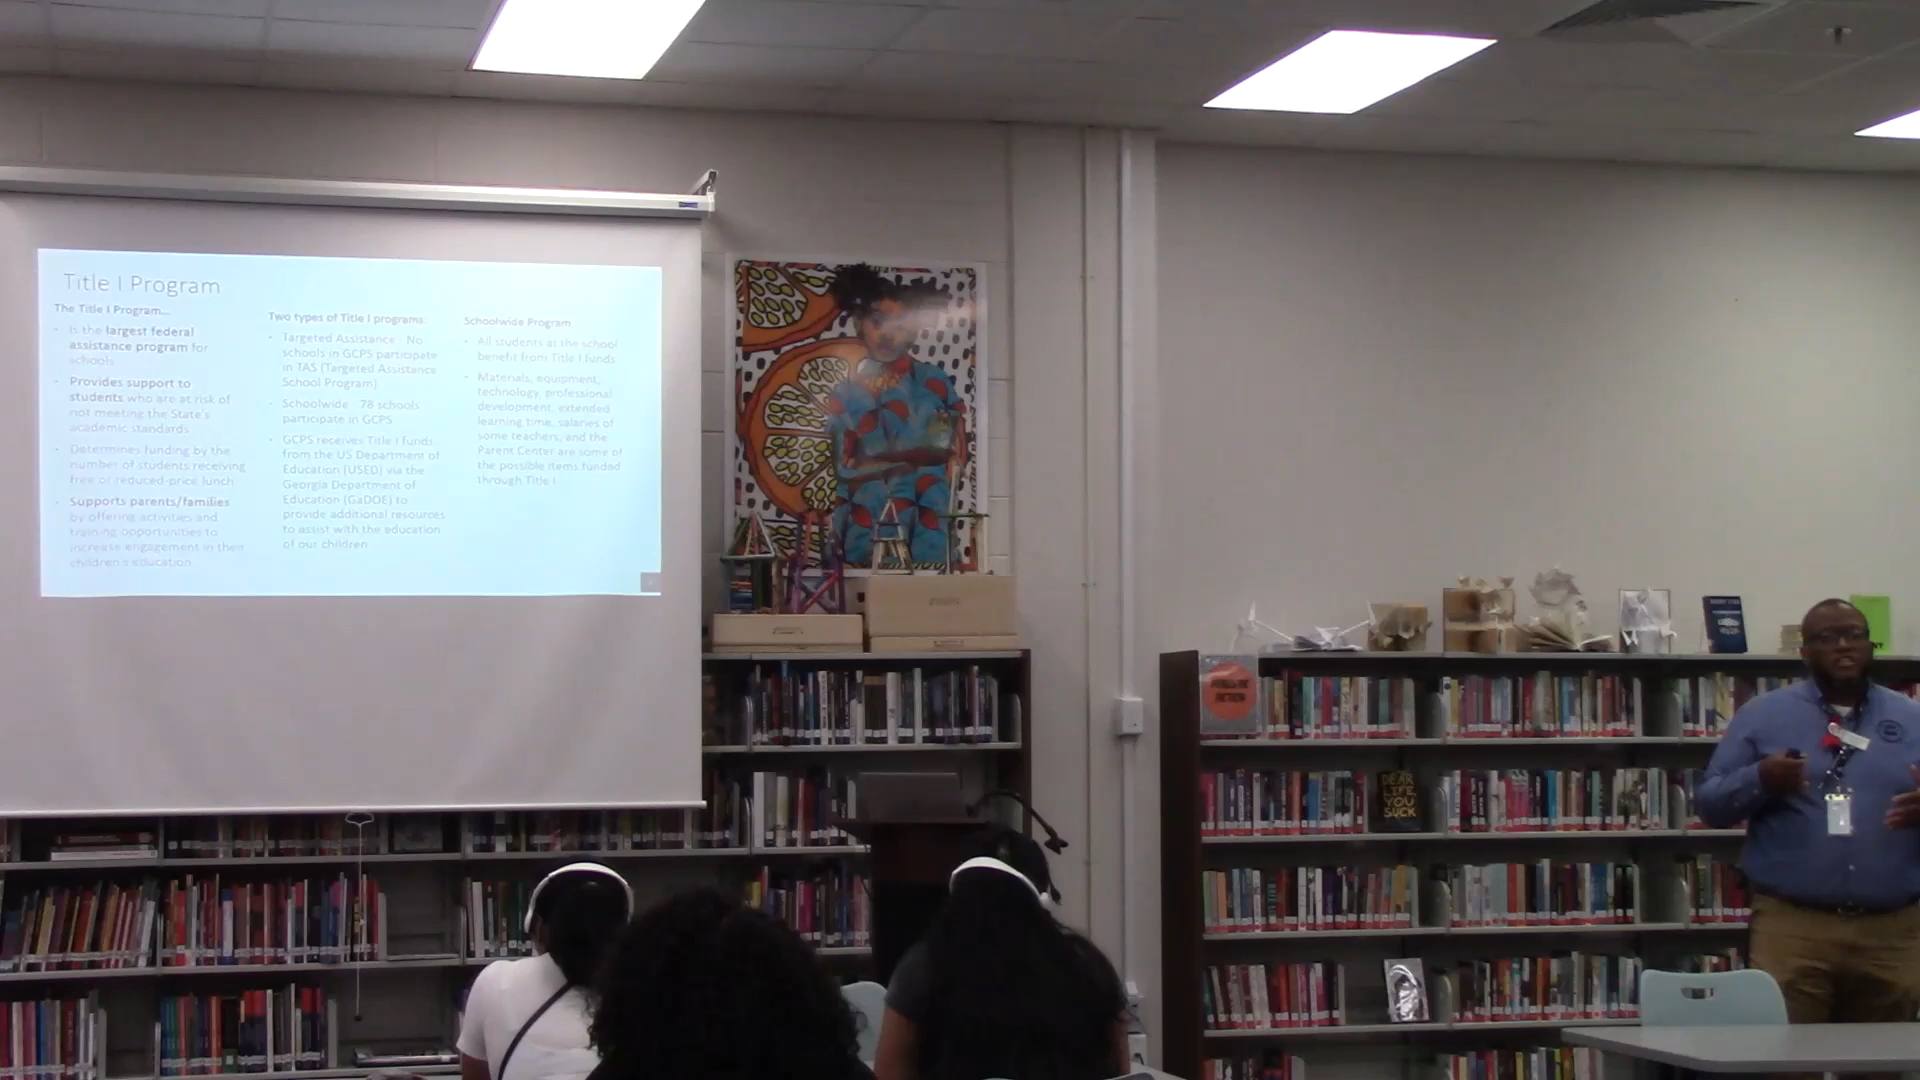 Title I Program
The Title I Program...
Is the largest federal
assistance program for
schools
Provides support to
students who are at risk of
not meeting the State's
academic standards
Determines funding by the
number of students receiving
free or reduced-price lunch
Supports parents/families
by offering activities and
training opportunities to
increase engagement in their
children's education
Two types of Title I programs:
Targeted Assistance - No
schools in GCPS participate
in TAS (Targeted Assistance
School Program)
Schoolwide - 78 schools
participate in GCPS
GCPS receives Title I funds
from the US Department of
Education (USED) via the
Georgia Department of
Education (GaDOE) to
provide additional resources
to assist with the education
of our children
Schoolwide Program
All students at the school
benefit from Title I funds
Materials, equipment,
technology, professional
development, extended
learning time, salaries of
some teachers, and the
Parent Center are some of
the possible items funded
through Title I
FICTION
DEAR
LIFE,
YOU
SUCK